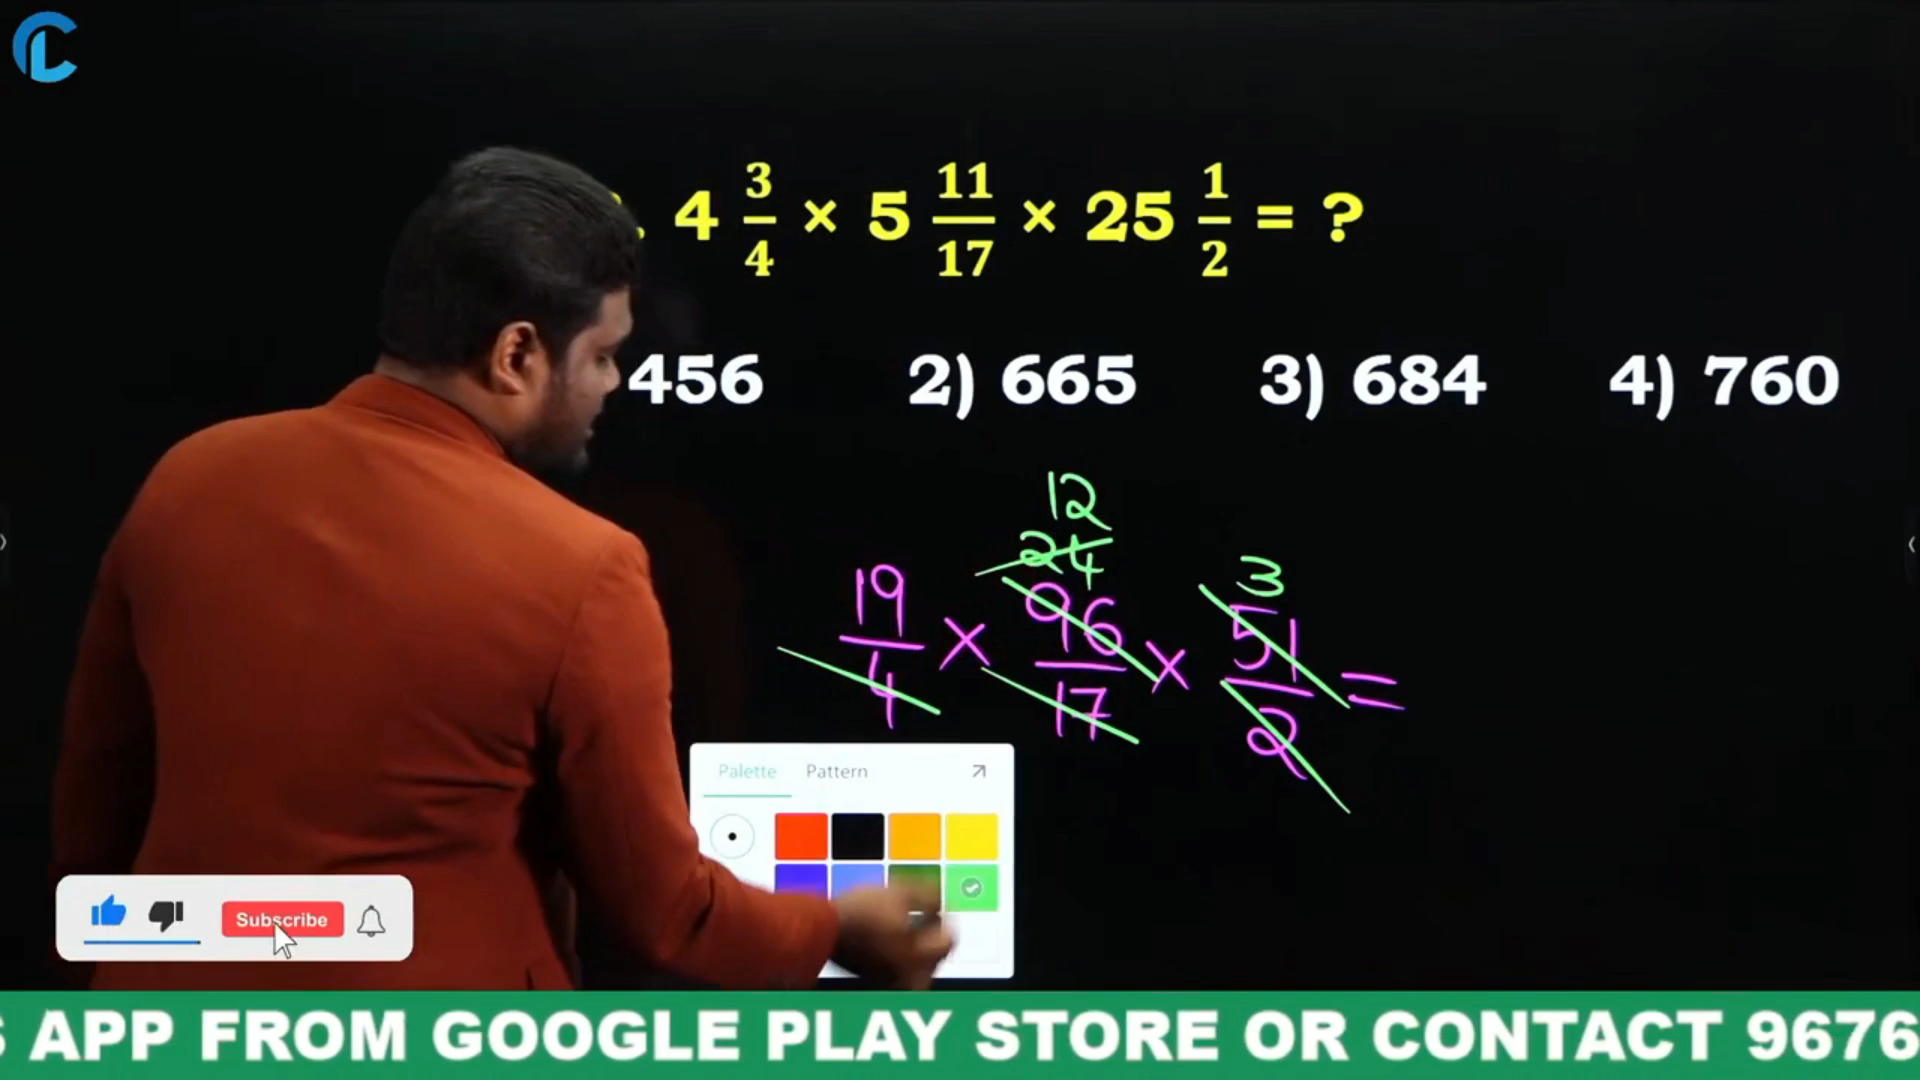 4 3/4 × 5 11/17 × 25 1/2 = ?
456 2) 665 3) 684 4) 760
12
24 3
19/4 × 96/17 × 51/2 =
Palette Pattern
Subscribe
APP FROM GOOGLE PLAY STORE OR CONTACT 9676